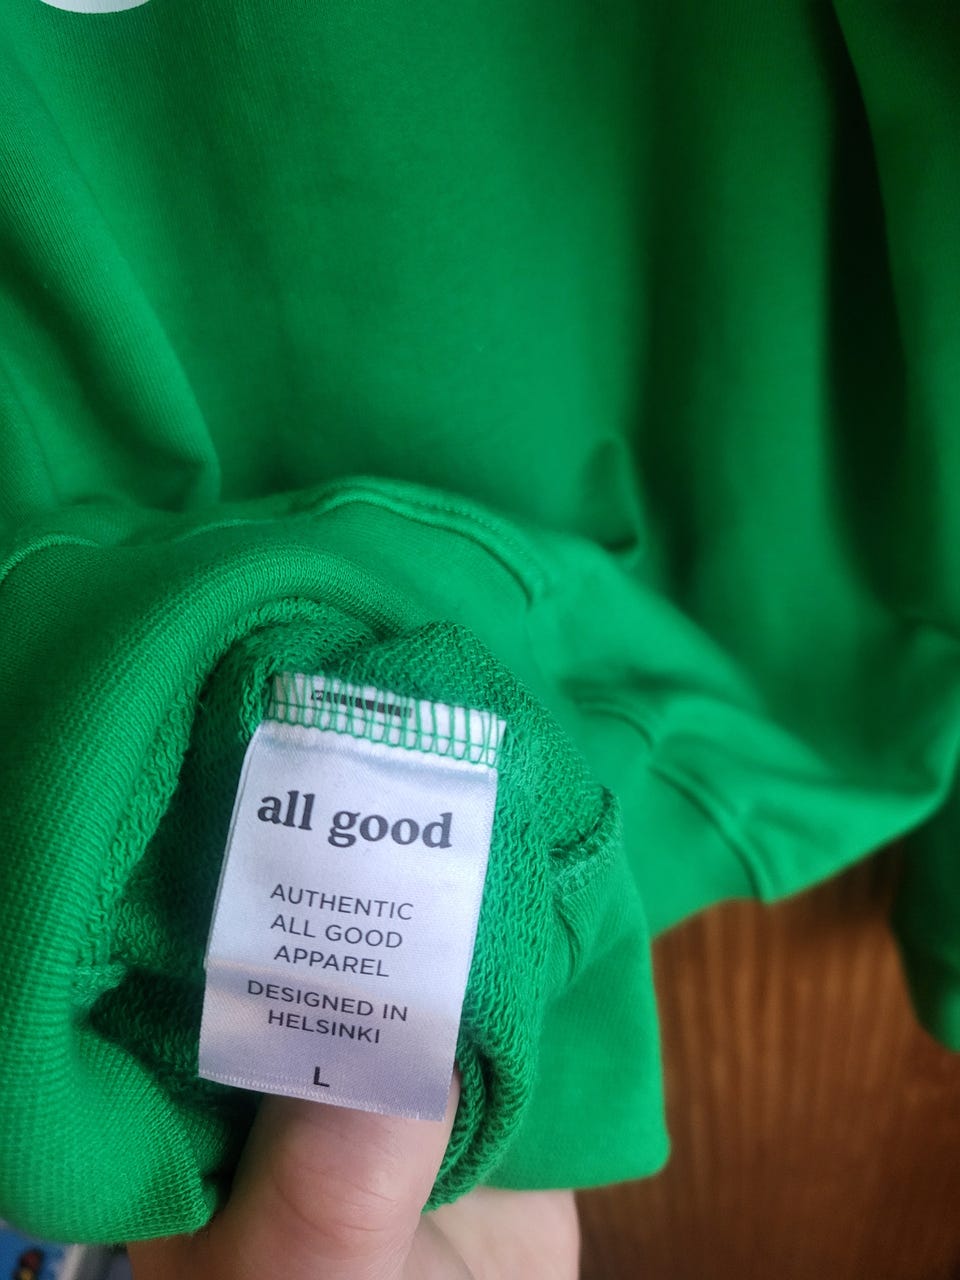 all good
AUTHENTIC
ALL GOOD
APPAREL
DESIGNED IN
HELSINKI
L